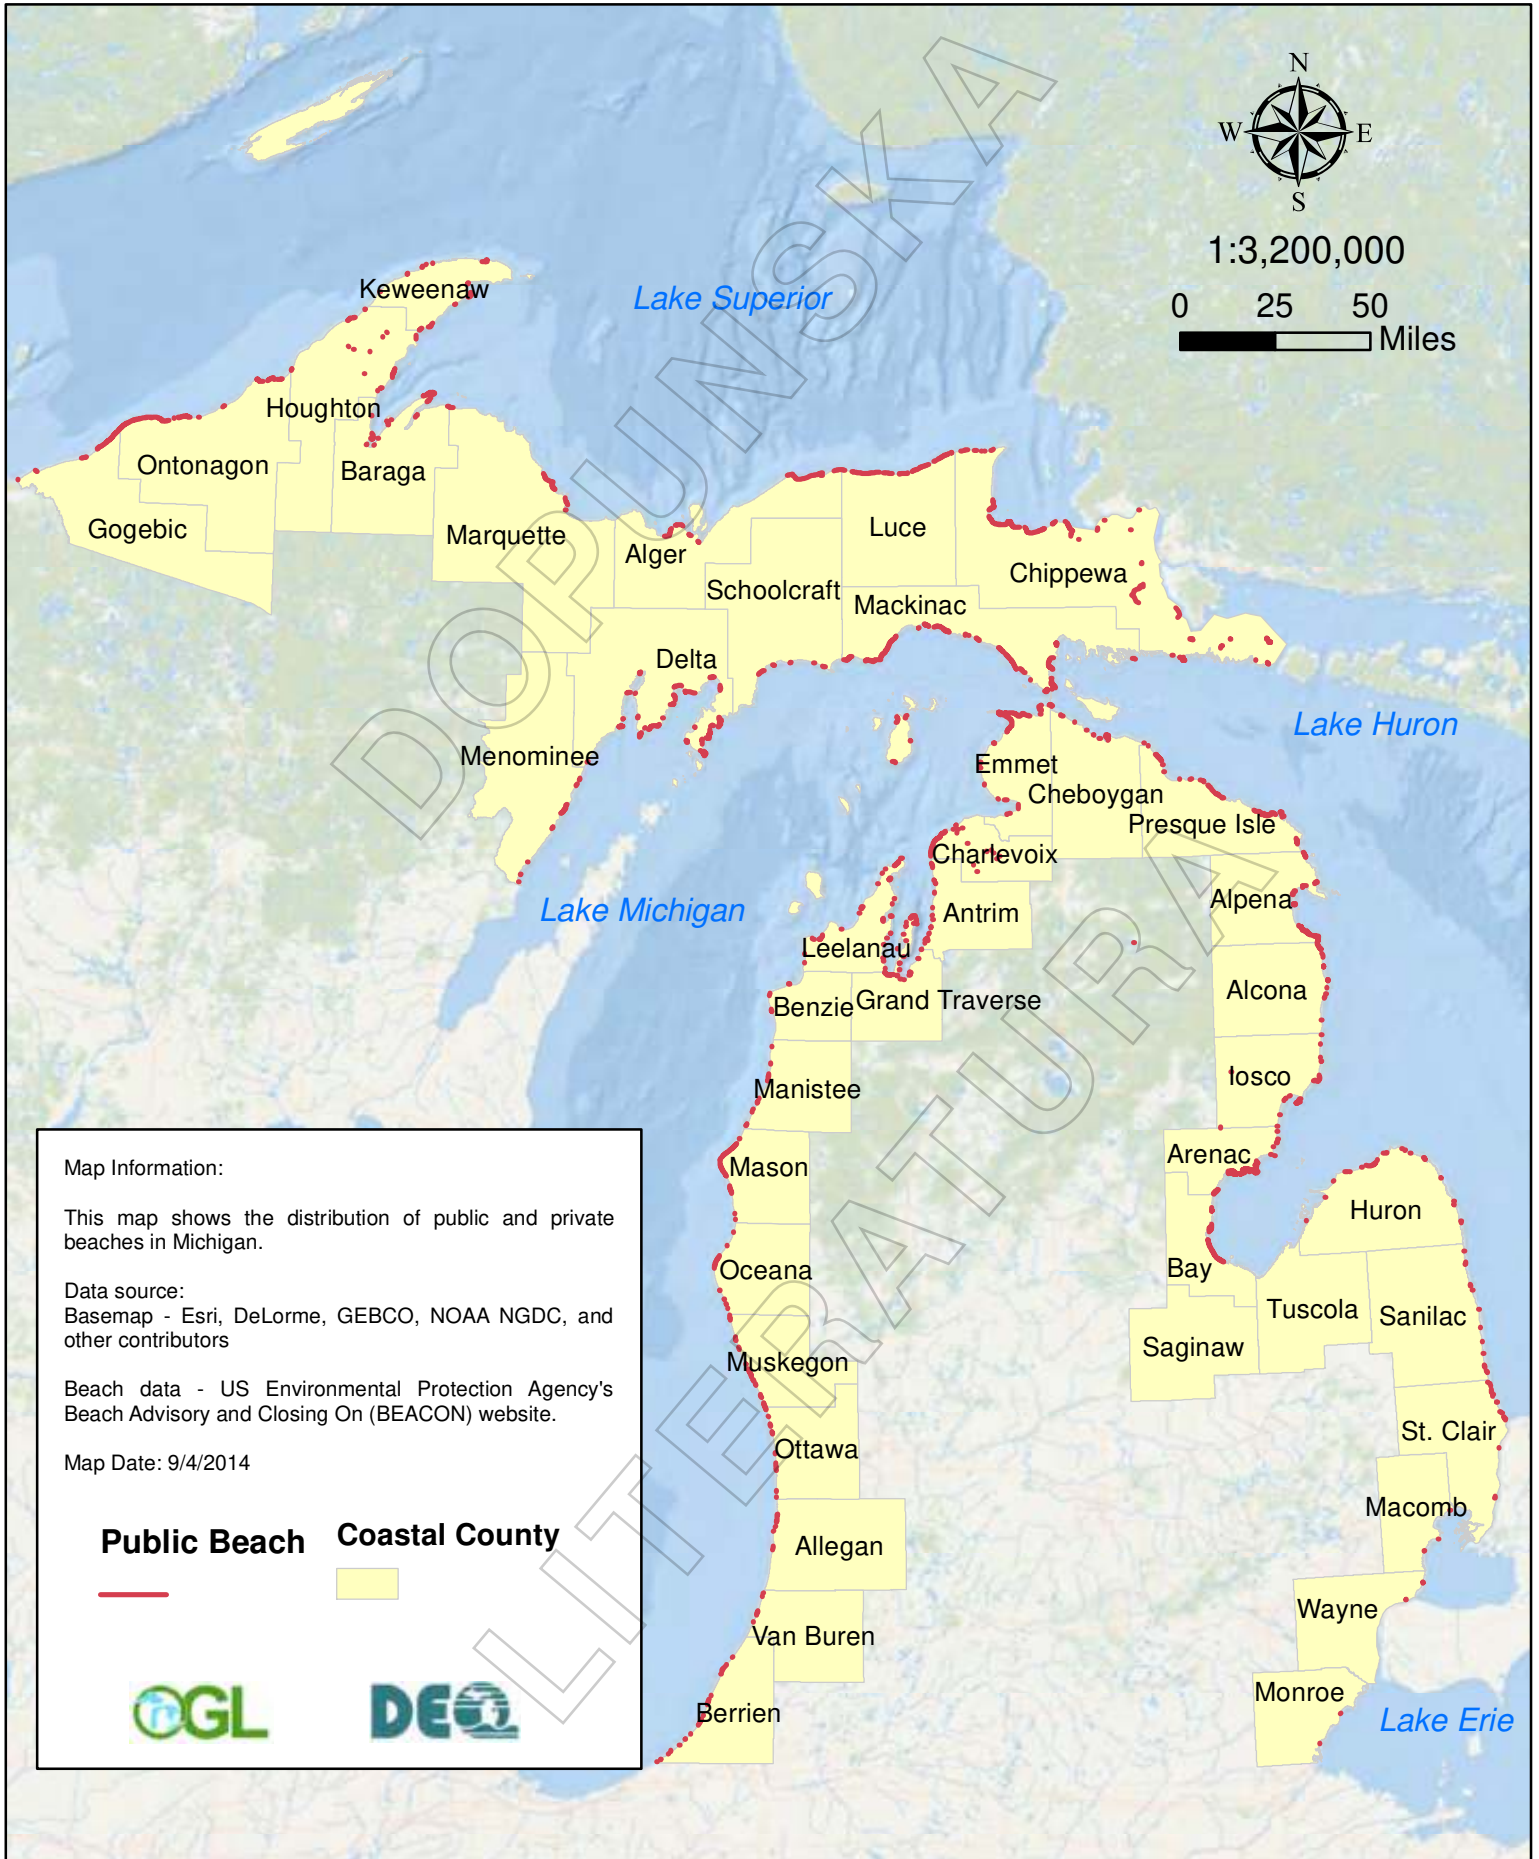 N
W E
S
1:3,200,000
0 25 50
Miles
Lake Superior
Keweenaw
Houghton
Ontonagon
Baraga
Gogebic
Marquette
Alger
Luce
Chippewa
Schoolcraft
Mackinac
Delta
Menominee
Lake Huron
Emmet
Cheboygan
Presque Isle
Charlevoix
Alpena
Antrim
Lake Michigan
Leelanau
Benzie
Grand Traverse
Alcona
Iosco
Manistee
Arenac
Mason
Huron
Oceana
Bay
Tuscola
Sanilac
Saginaw
Muskegon
St. Clair
Ottawa
Macomb
Allegan
Wayne
Van Buren
Monroe
Berrien
Lake Erie
Map Information:
This map shows the distribution of public and private
beaches in Michigan.
Data source:
Basemap - Esri, DeLorme, GEBCO, NOAA NGDC, and
other contributors
Beach data - US Environmental Protection Agency's
Beach Advisory and Closing On (BEACON) website.
Map Date: 9/4/2014
Public Beach Coastal County
OGL DEQ
DOPUNSKA
LITERATURA